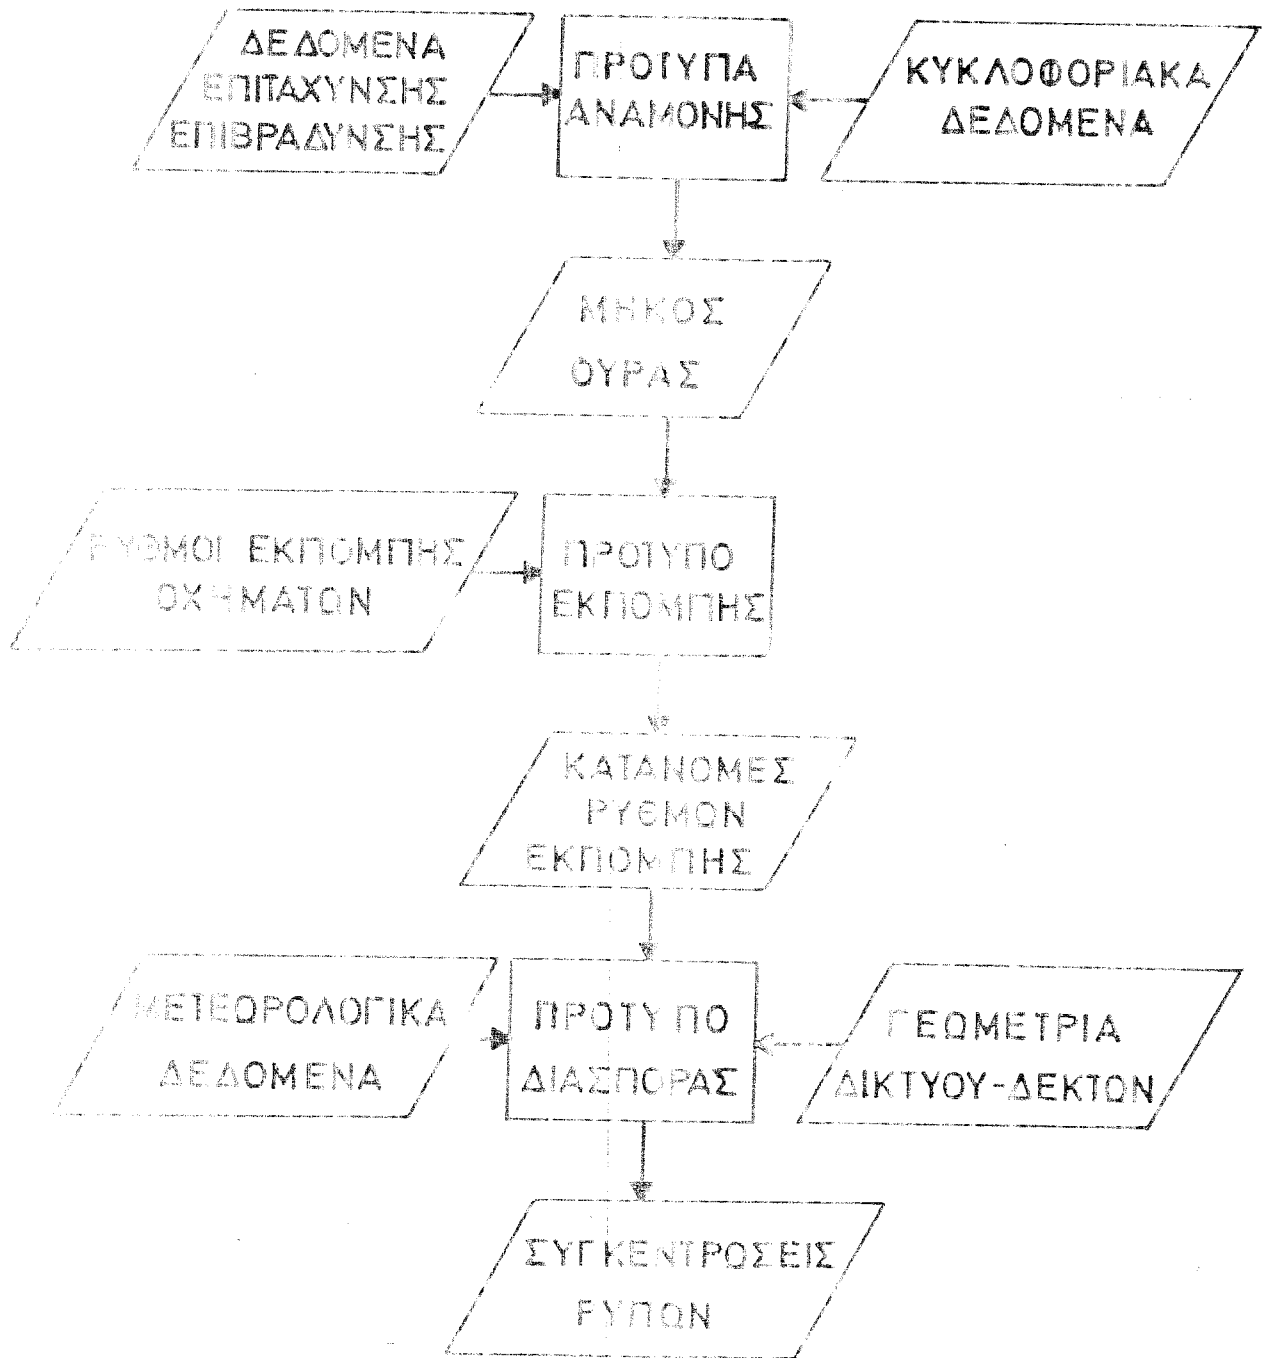 ΔΕΔΟΜΕΝΑ
ΕΠΙΤΑΧΥΝΣΗΣ
ΕΠΙΒΡΑΔΥΝΣΗΣ
ΠΡΟΤΥΠΑ
ΑΝΑΜΟΝΗΣ
ΚΥΚΛΟΦΟΡΙΑΚΑ
ΔΕΔΟΜΕΝΑ
ΜΗΚΟΣ
ΟΥΡΑΣ
ΡΥΘΜΟΙ ΕΚΠΟΜΠΗΣ
ΟΧΗΜΑΤΩΝ
ΠΡΟΤΥΠΟ
ΕΚΠΟΜΠΗΣ
ΚΑΤΑΝΟΜΕΣ
ΡΥΘΜΩΝ
ΕΚΠΟΜΠΗΣ
ΜΕΤΕΩΡΟΛΟΓΙΚΑ
ΔΕΔΟΜΕΝΑ
ΠΡΟΤΥΠΟ
ΔΙΑΣΠΟΡΑΣ
ΓΕΩΜΕΤΡΙΑ
ΔΙΚΤΥΟΥ-ΔΕΚΤΩΝ
ΣΥΓΚΕΝΤΡΩΣΕΙΣ
ΡΥΠΩΝ